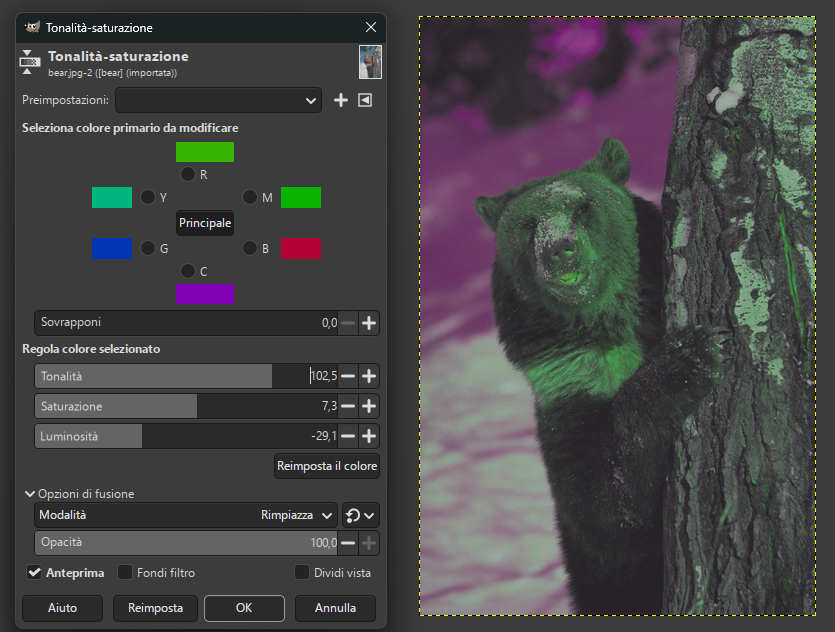 Tonalità-saturazione
Tonalità-saturazione
bear.jpg-2 ([bear] (importata))
Preimpostazioni:
Seleziona colore primario da modificare
R
Y
M
Principale
G
B
C
Sovrapponi 0,0
Regola colore selezionato
Tonalità 102,5
Saturazione 7,3
Luminosità -29,1
Reimposta il colore
Opzioni di fusione
Modalità Rimpiazza
Opacità 100,0
Anteprima Fondi filtro Dividi vista
Aiuto Reimposta OK Annulla